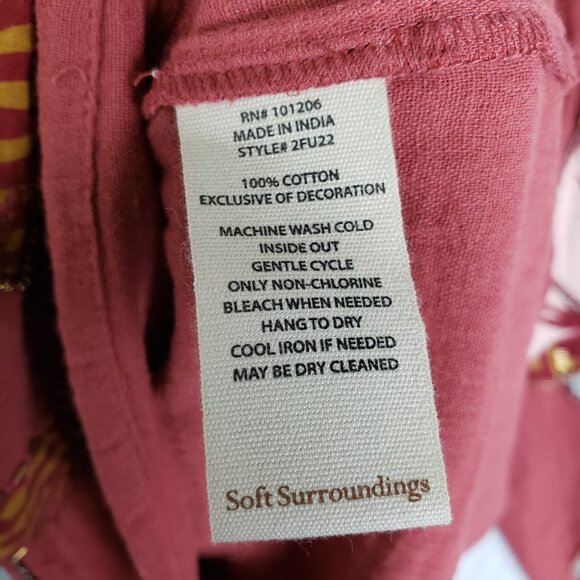 RN# 101206
MADE IN INDIA
STYLE# 2FU22
100% COTTON
EXCLUSIVE OF DECORATION
MACHINE WASH COLD
INSIDE OUT
GENTLE CYCLE
ONLY NON-CHLORINE
BLEACH WHEN NEEDED
HANG TO DRY
COOL IRON IF NEEDED
MAY BE DRY CLEANED
Soft Surroundings